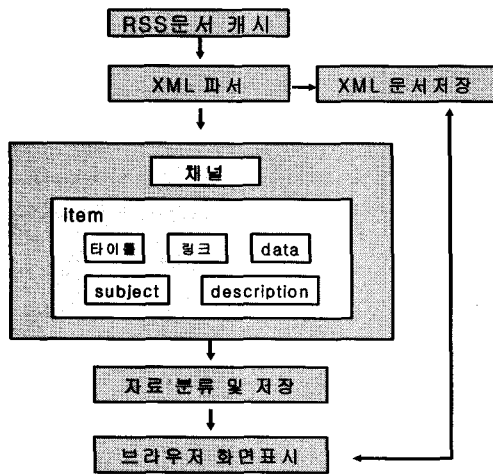 RSS문서 캐시
XML 파서
XML 문서저장
채널
item
타이틀
링크
data
subject
description
자료 분류 및 저장
브라우저 화면표시